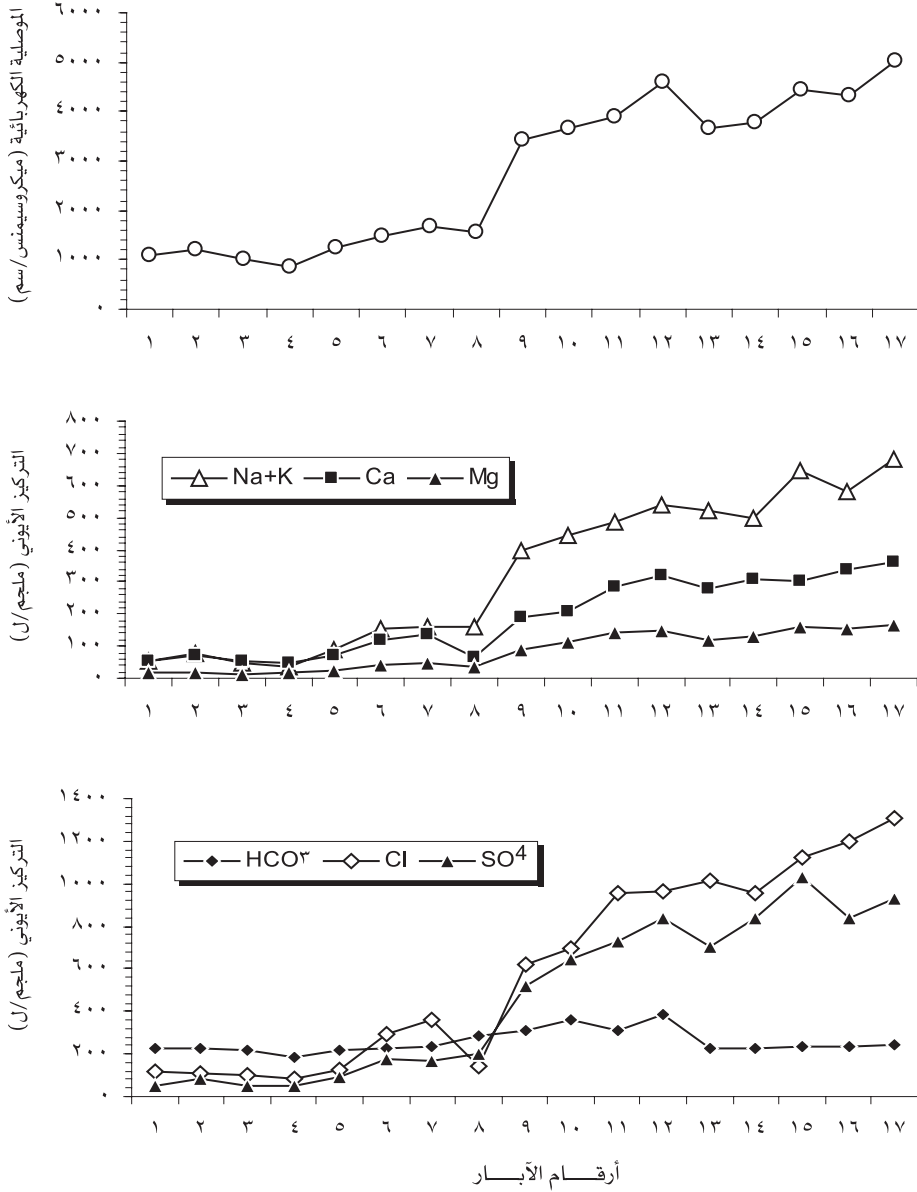 الموصلية الكهربائية (ميكروسيمنس/سم)
٦٠٠٠
٥٠٠٠
٤٠٠٠
٣٠٠٠
٢٠٠٠
١٠٠٠
٠
١ ٢ ٣ ٤ ٥ ٦ ٧ ٨ ٩ ١٠ ١١ ١٢ ١٣ ١٤ ١٥ ١٦ ١٧
التركيز الأيوني (ملجم/ل)
٨٠٠
٧٠٠
٦٠٠
٥٠٠
٤٠٠
٣٠٠
٢٠٠
١٠٠
٠
Na+K Ca Mg
١ ٢ ٣ ٤ ٥ ٦ ٧ ٨ ٩ ١٠ ١١ ١٢ ١٣ ١٤ ١٥ ١٦ ١٧
التركيز الأيوني (ملجم/ل)
١٤٠٠
١٢٠٠
١٠٠٠
٨٠٠
٦٠٠
٤٠٠
٢٠٠
٠
HCO٣ Cl SO4
١ ٢ ٣ ٤ ٥ ٦ ٧ ٨ ٩ ١٠ ١١ ١٢ ١٣ ١٤ ١٥ ١٦ ١٧
أرقــــام الآبـــار